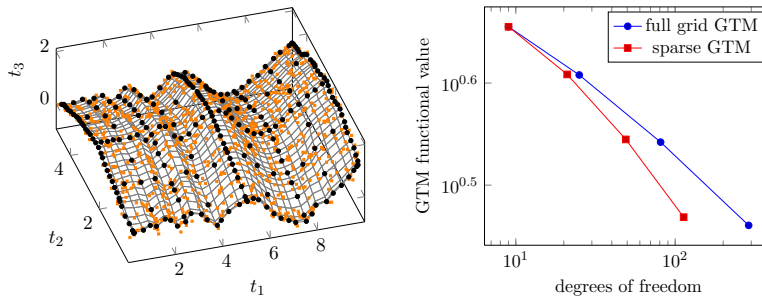 2
0
t₃
4
2
t₂
2
4
6
8
t₁
full grid GTM
sparse GTM
10^0.6
10^0.5
GTM functional value
10^1
10^2
degrees of freedom